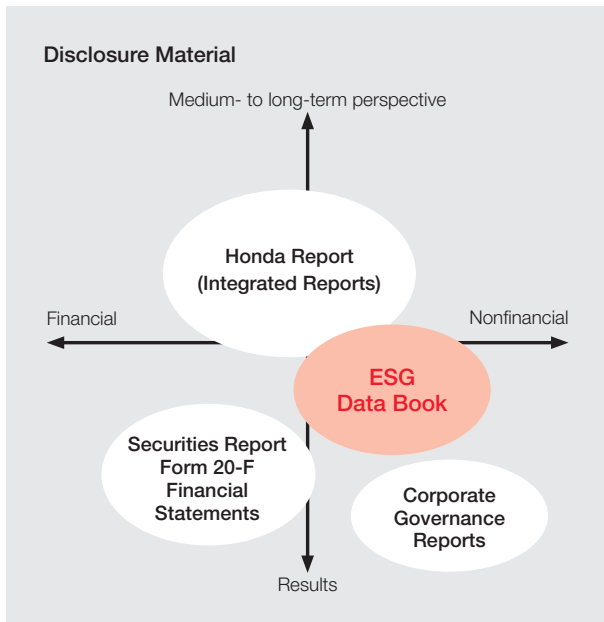 Disclosure Material
Medium- to long-term perspective
Honda Report
(Integrated Reports)
Financial
Nonfinancial
ESG
Data Book
Securities Report
Form 20-F
Financial
Statements
Corporate
Governance
Reports
Results